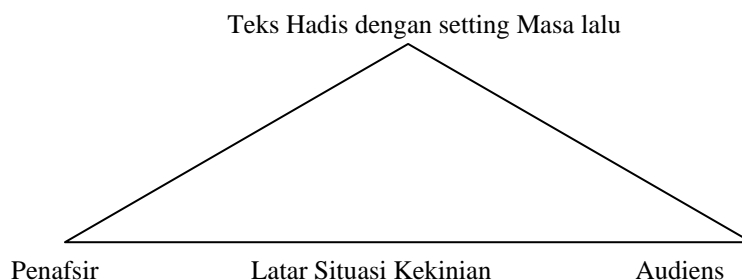 Teks Hadis dengan setting Masa lalu
Penafsir Latar Situasi Kekinian Audiens